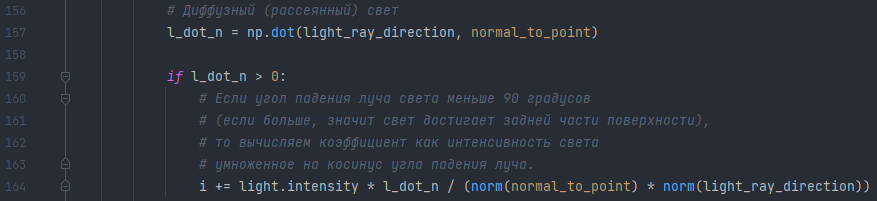 156 # Диффузный (рассеянный) свет
157 l_dot_n = np.dot(light_ray_direction, normal_to_point)
158
159 if l_dot_n > 0:
160 # Если угол падения луча света меньше 90 градусов
161 # (если больше, значит свет достигает задней части поверхности),
162 # то вычисляем коэффициент как интенсивность света
163 # умноженное на косинус угла падения луча.
164 i += light.intensity * l_dot_n / (norm(normal_to_point) * norm(light_ray_direction))